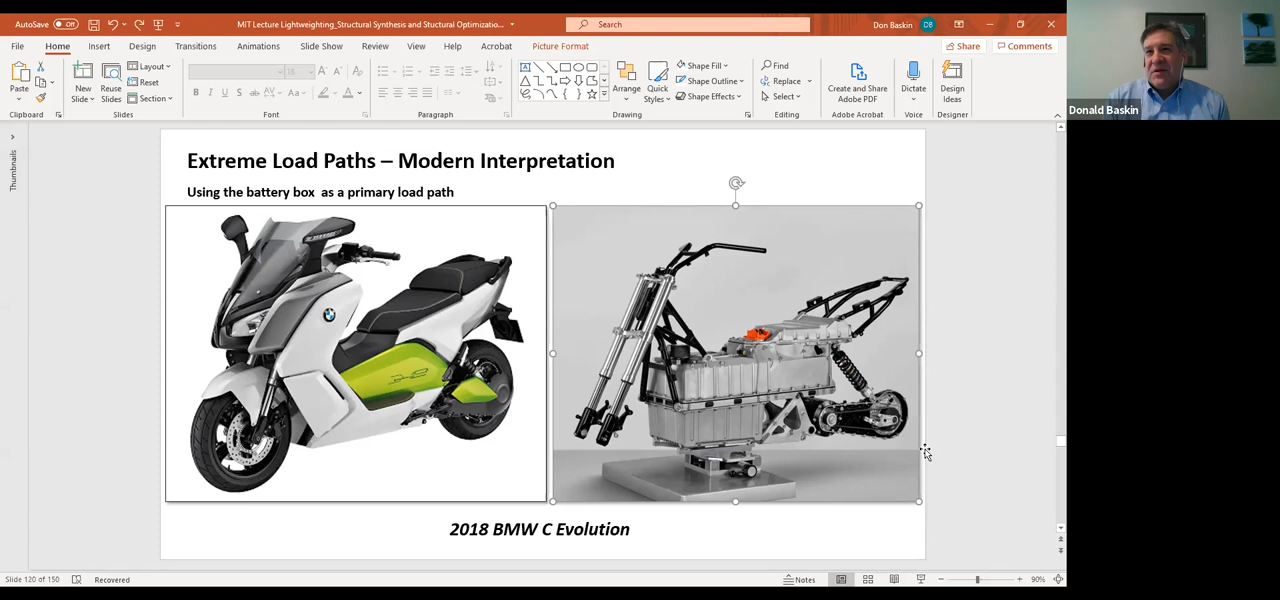 AutoSave Off
MIT Lecture Lightweighting_Structural Synthesis and Stuctural Optimizatio...
Search
Don Baskin DB
File Home Insert Design Transitions Animations Slide Show Review View Help Acrobat Picture Format Share Comments
Paste
New Slide
Reuse Slides
Layout
Reset
Section
18
Arrange
Quick Styles
Shape Fill
Shape Outline
Shape Effects
Find
Replace
Select
Create and Share Adobe PDF
Dictate
Design Ideas
Clipboard Slides Font Paragraph Drawing Editing Adobe Acrobat Voice Designer
Donald Baskin
Thumbnails
Extreme Load Paths – Modern Interpretation
Using the battery box as a primary load path
2018 BMW C Evolution
Slide 120 of 150 Recovered Notes 90%